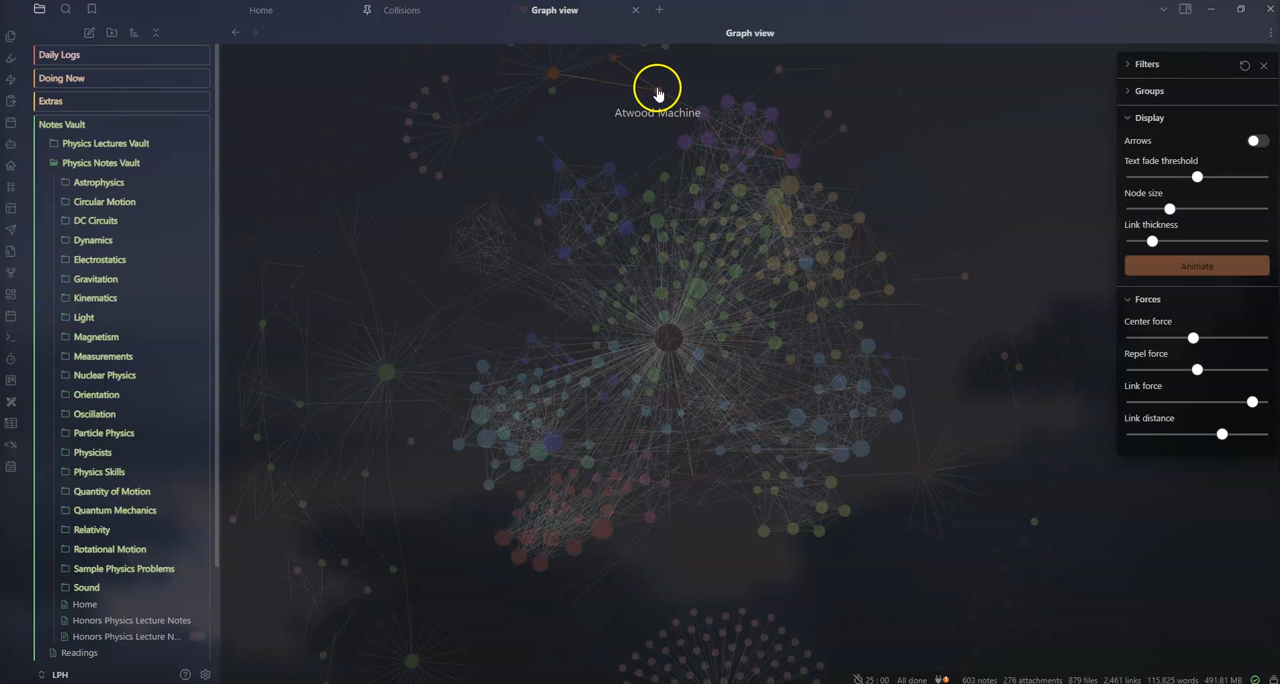 Home
Collisions
Graph view
Graph view
Daily Logs
Doing Now
Extras
Notes Vault
Physics Lectures Vault
Physics Notes Vault
Astrophysics
Circular Motion
DC Circuits
Dynamics
Electrostatics
Gravitation
Kinematics
Light
Magnetism
Measurements
Nuclear Physics
Orientation
Oscillation
Particle Physics
Physicists
Physics Skills
Quantity of Motion
Quantum Mechanics
Relativity
Rotational Motion
Sample Physics Problems
Sound
Home
Honors Physics Lecture Notes
Honors Physics Lecture N...
Readings
LPH
Atwood Machine
Filters
Groups
Display
Arrows
Text fade threshold
Node size
Link thickness
Animate
Forces
Center force
Repel force
Link force
Link distance
25:00 All done 603 notes 276 attachments 879 files 2,461 links 115,825 words 491.81 MB